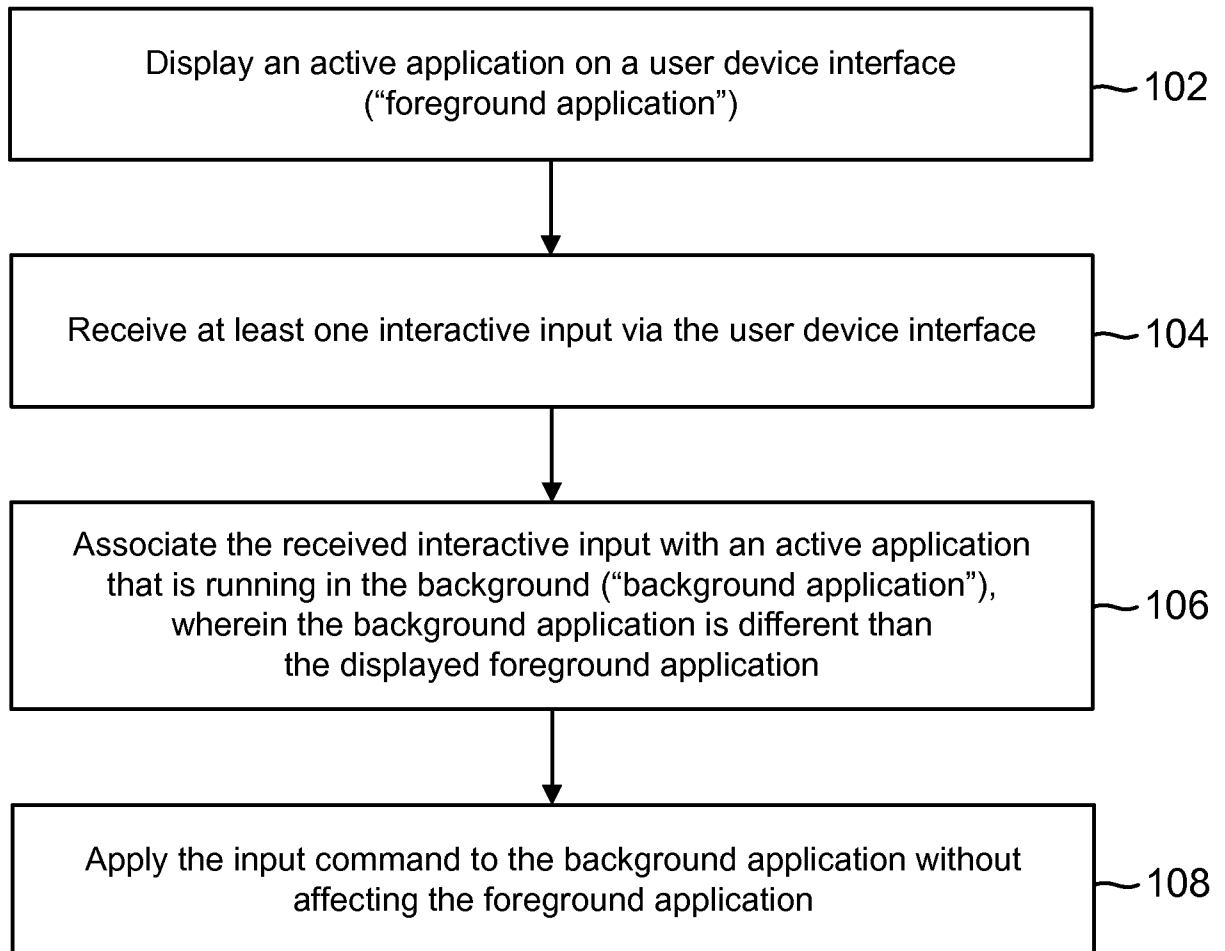 Display an active application on a user device interface
(“foreground application”)
102
Receive at least one interactive input via the user device interface
104
Associate the received interactive input with an active application
that is running in the background (“background application”),
wherein the background application is different than
the displayed foreground application
106
Apply the input command to the background application without
affecting the foreground application
108